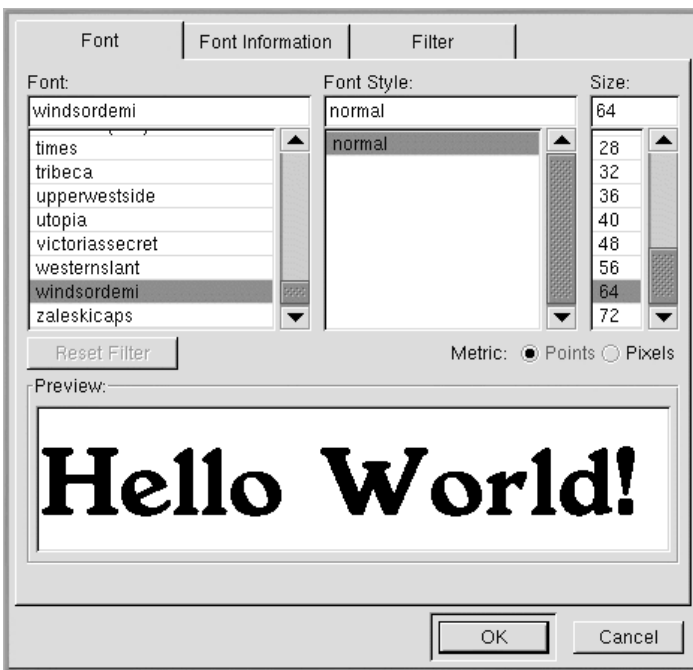 Font Font Information Filter
Font: Font Style: Size:
windsordemi normal 64
times normal 28
tribeca 32
upperwestside 36
utopia 40
victoriassecret 48
westernslant 56
windsordemi 64
zaleskicaps 72
Reset Filter Metric: Points Pixels
Preview:
Hello World!
OK Cancel